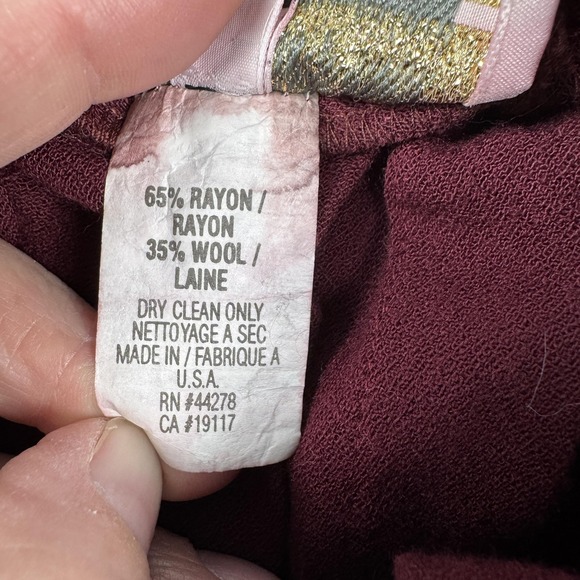 65% RAYON /
RAYON
35% WOOL /
LAINE
DRY CLEAN ONLY
NETTOYAGE A SEC
MADE IN / FABRIQUE A
U.S.A.
RN #44278
CA #19117